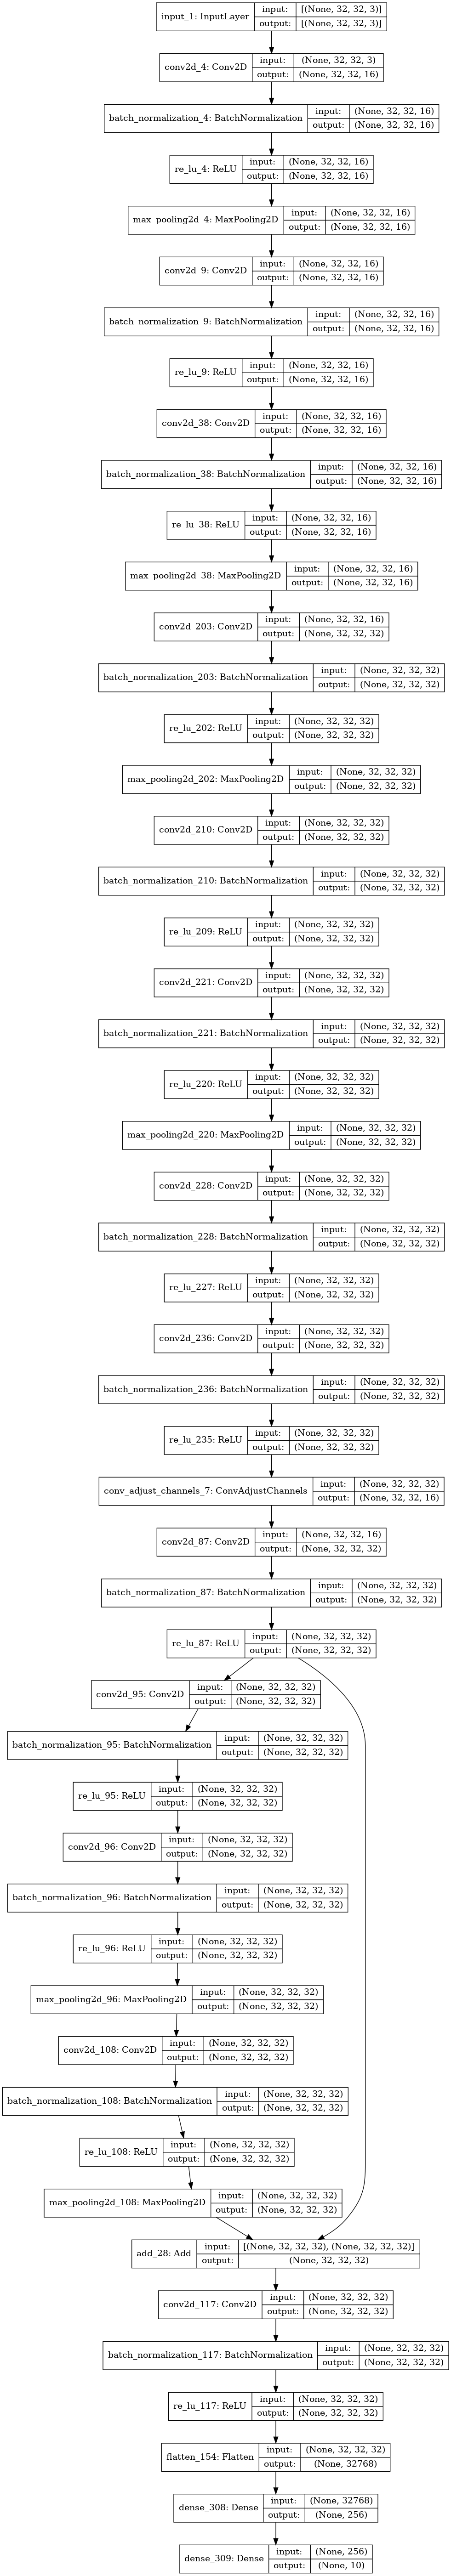 input_1: InputLayer
input: [(None, 32, 32, 3)]
output: [(None, 32, 32, 3)]
conv2d_4: Conv2D
input: (None, 32, 32, 3)
output: (None, 32, 32, 16)
batch_normalization_4: BatchNormalization
input: (None, 32, 32, 16)
output: (None, 32, 32, 16)
re_lu_4: ReLU
input: (None, 32, 32, 16)
output: (None, 32, 32, 16)
max_pooling2d_4: MaxPooling2D
input: (None, 32, 32, 16)
output: (None, 32, 32, 16)
conv2d_9: Conv2D
input: (None, 32, 32, 16)
output: (None, 32, 32, 16)
batch_normalization_9: BatchNormalization
input: (None, 32, 32, 16)
output: (None, 32, 32, 16)
re_lu_9: ReLU
input: (None, 32, 32, 16)
output: (None, 32, 32, 16)
conv2d_38: Conv2D
input: (None, 32, 32, 16)
output: (None, 32, 32, 16)
batch_normalization_38: BatchNormalization
input: (None, 32, 32, 16)
output: (None, 32, 32, 16)
re_lu_38: ReLU
input: (None, 32, 32, 16)
output: (None, 32, 32, 16)
max_pooling2d_38: MaxPooling2D
input: (None, 32, 32, 16)
output: (None, 32, 32, 16)
conv2d_203: Conv2D
input: (None, 32, 32, 16)
output: (None, 32, 32, 32)
batch_normalization_203: BatchNormalization
input: (None, 32, 32, 32)
output: (None, 32, 32, 32)
re_lu_202: ReLU
input: (None, 32, 32, 32)
output: (None, 32, 32, 32)
max_pooling2d_202: MaxPooling2D
input: (None, 32, 32, 32)
output: (None, 32, 32, 32)
conv2d_210: Conv2D
input: (None, 32, 32, 32)
output: (None, 32, 32, 32)
batch_normalization_210: BatchNormalization
input: (None, 32, 32, 32)
output: (None, 32, 32, 32)
re_lu_209: ReLU
input: (None, 32, 32, 32)
output: (None, 32, 32, 32)
conv2d_221: Conv2D
input: (None, 32, 32, 32)
output: (None, 32, 32, 32)
batch_normalization_221: BatchNormalization
input: (None, 32, 32, 32)
output: (None, 32, 32, 32)
re_lu_220: ReLU
input: (None, 32, 32, 32)
output: (None, 32, 32, 32)
max_pooling2d_220: MaxPooling2D
input: (None, 32, 32, 32)
output: (None, 32, 32, 32)
conv2d_228: Conv2D
input: (None, 32, 32, 32)
output: (None, 32, 32, 32)
batch_normalization_228: BatchNormalization
input: (None, 32, 32, 32)
output: (None, 32, 32, 32)
re_lu_227: ReLU
input: (None, 32, 32, 32)
output: (None, 32, 32, 32)
conv2d_236: Conv2D
input: (None, 32, 32, 32)
output: (None, 32, 32, 32)
batch_normalization_236: BatchNormalization
input: (None, 32, 32, 32)
output: (None, 32, 32, 32)
re_lu_235: ReLU
input: (None, 32, 32, 32)
output: (None, 32, 32, 32)
conv_adjust_channels_7: ConvAdjustChannels
input: (None, 32, 32, 32)
output: (None, 32, 32, 16)
conv2d_87: Conv2D
input: (None, 32, 32, 16)
output: (None, 32, 32, 32)
batch_normalization_87: BatchNormalization
input: (None, 32, 32, 32)
output: (None, 32, 32, 32)
re_lu_87: ReLU
input: (None, 32, 32, 32)
output: (None, 32, 32, 32)
conv2d_95: Conv2D
input: (None, 32, 32, 32)
output: (None, 32, 32, 32)
batch_normalization_95: BatchNormalization
input: (None, 32, 32, 32)
output: (None, 32, 32, 32)
re_lu_95: ReLU
input: (None, 32, 32, 32)
output: (None, 32, 32, 32)
conv2d_96: Conv2D
input: (None, 32, 32, 32)
output: (None, 32, 32, 32)
batch_normalization_96: BatchNormalization
input: (None, 32, 32, 32)
output: (None, 32, 32, 32)
re_lu_96: ReLU
input: (None, 32, 32, 32)
output: (None, 32, 32, 32)
max_pooling2d_96: MaxPooling2D
input: (None, 32, 32, 32)
output: (None, 32, 32, 32)
conv2d_108: Conv2D
input: (None, 32, 32, 32)
output: (None, 32, 32, 32)
batch_normalization_108: BatchNormalization
input: (None, 32, 32, 32)
output: (None, 32, 32, 32)
re_lu_108: ReLU
input: (None, 32, 32, 32)
output: (None, 32, 32, 32)
max_pooling2d_108: MaxPooling2D
input: (None, 32, 32, 32)
output: (None, 32, 32, 32)
add_28: Add
input: [(None, 32, 32, 32), (None, 32, 32, 32)]
output: (None, 32, 32, 32)
conv2d_117: Conv2D
input: (None, 32, 32, 32)
output: (None, 32, 32, 32)
batch_normalization_117: BatchNormalization
input: (None, 32, 32, 32)
output: (None, 32, 32, 32)
re_lu_117: ReLU
input: (None, 32, 32, 32)
output: (None, 32, 32, 32)
flatten_154: Flatten
input: (None, 32, 32, 32)
output: (None, 32768)
dense_308: Dense
input: (None, 32768)
output: (None, 256)
dense_309: Dense
input: (None, 256)
output: (None, 10)